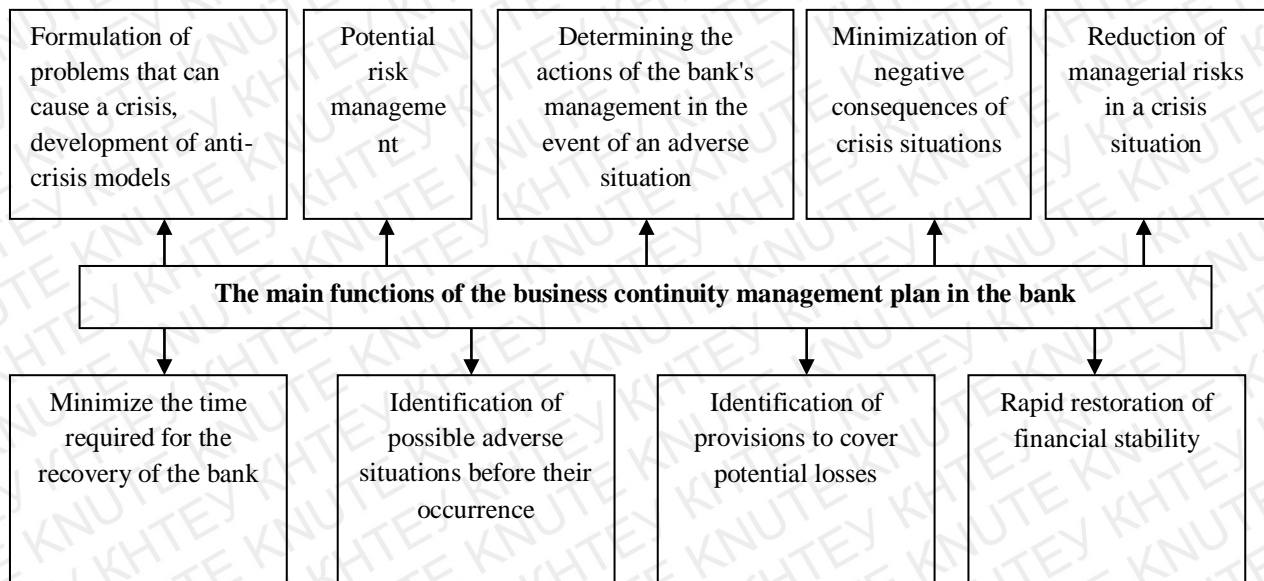 Formulation of
problems that can
cause a crisis,
development of anti-
crisis models
Potential
risk
manageme
nt
Determining the
actions of the bank's
management in the
event of an adverse
situation
Minimization of
negative
consequences of
crisis situations
Reduction of
managerial risks
in a crisis
situation
The main functions of the business continuity management plan in the bank
Minimize the time
required for the
recovery of the bank
Identification of
possible adverse
situations before their
occurrence
Identification of
provisions to cover
potential losses
Rapid restoration of
financial stability
KNUTE КНТЕУ